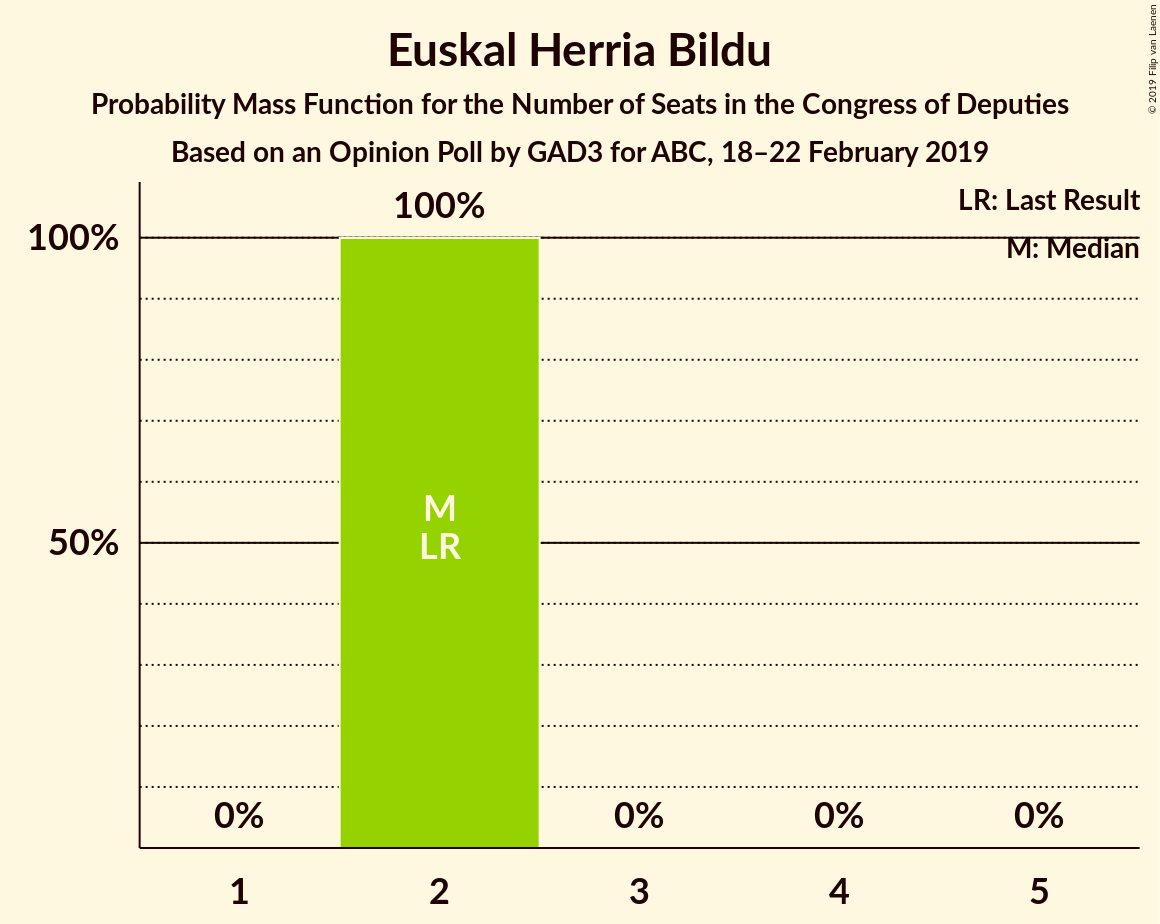 Euskal Herria Bildu
Probability Mass Function for the Number of Seats in the Congress of Deputies
Based on an Opinion Poll by GAD3 for ABC, 18–22 February 2019
© 2019 Filip van Laenen
LR: Last Result
M: Median
100%
100%
50%
M
LR
0%
0%
0%
0%
1
2
3
4
5